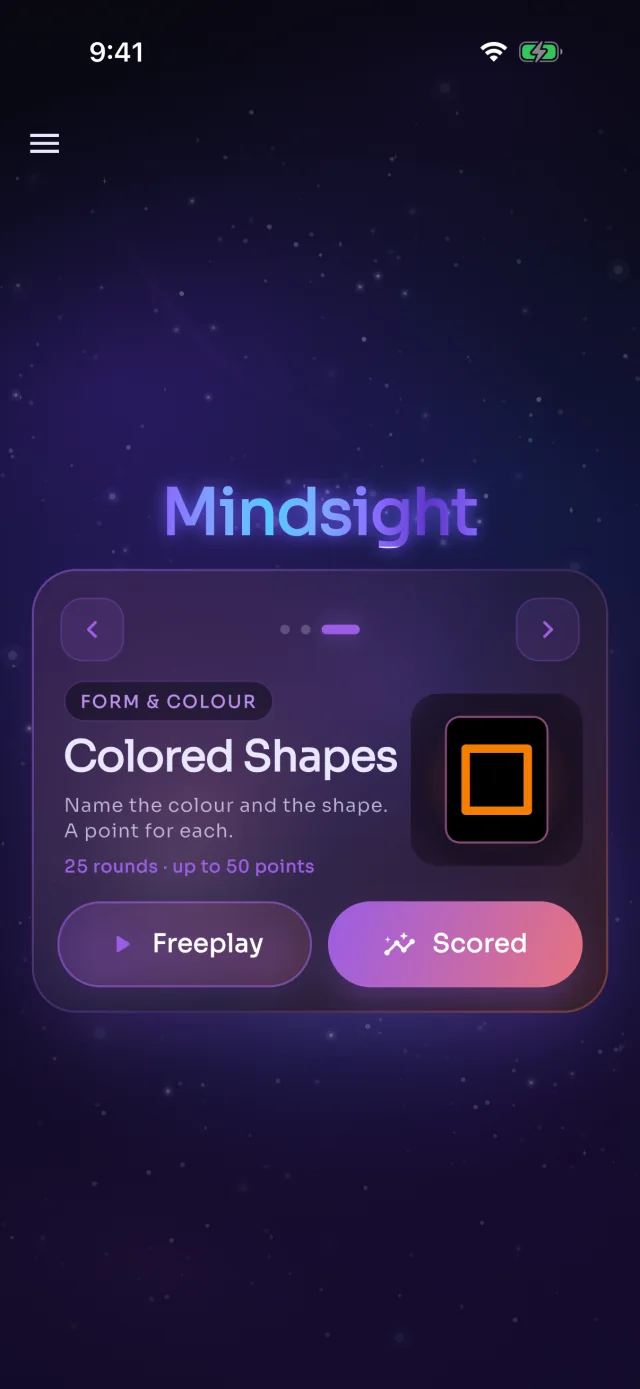 9:41
Mindsight
FORM & COLOUR
Colored Shapes
Name the colour and the shape.
A point for each.
25 rounds · up to 50 points
Freeplay
Scored